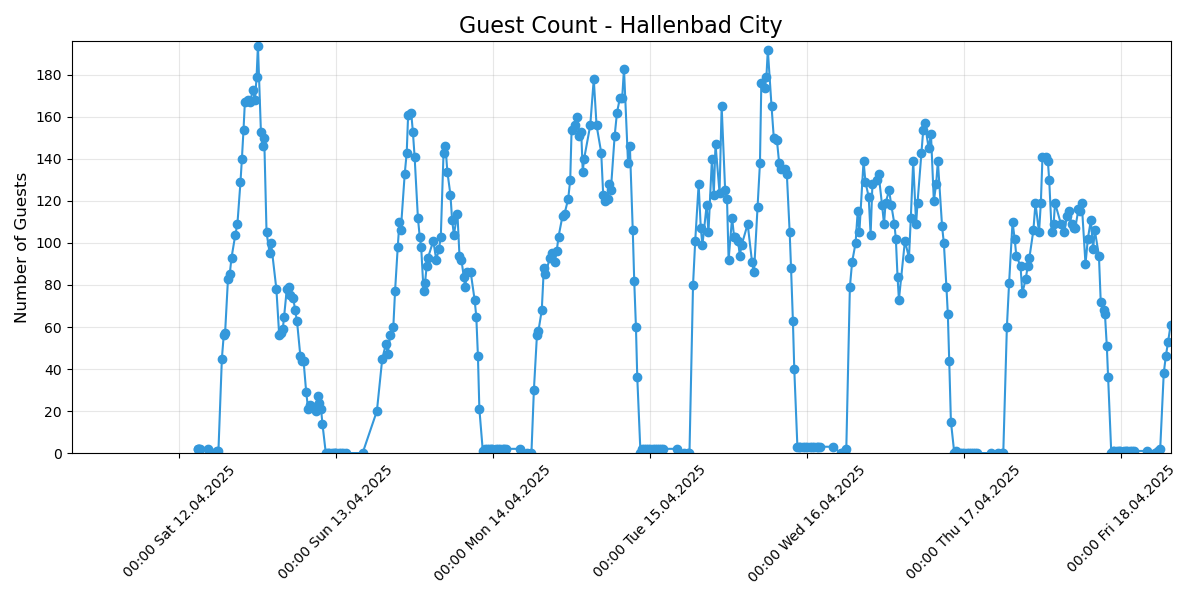 Guest Count - Hallenbad City
Number of Guests
180
160
140
120
100
80
60
40
20
0
00:00 Sat 12.04.2025
00:00 Sun 13.04.2025
00:00 Mon 14.04.2025
00:00 Tue 15.04.2025
00:00 Wed 16.04.2025
00:00 Thu 17.04.2025
00:00 Fri 18.04.2025